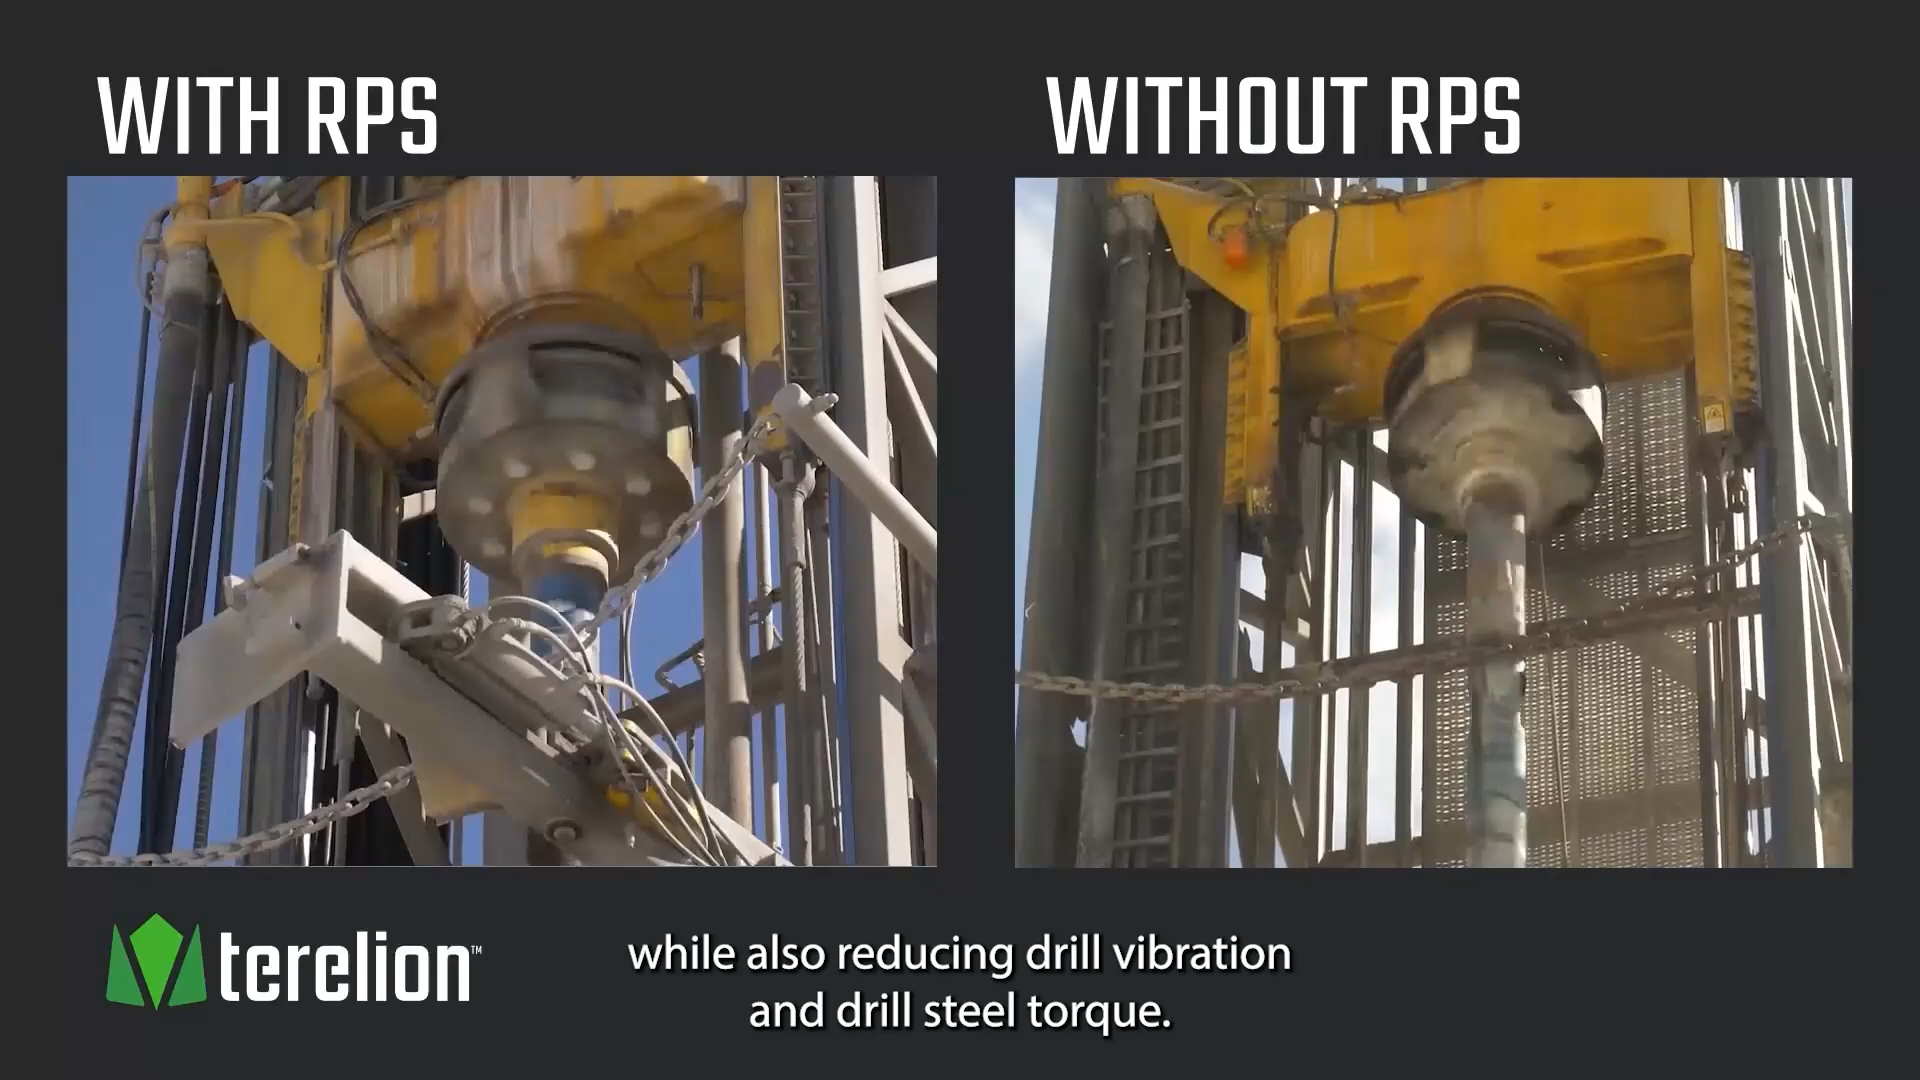 WITH RPS
WITHOUT RPS
terelion™
while also reducing drill vibration
and drill steel torque.